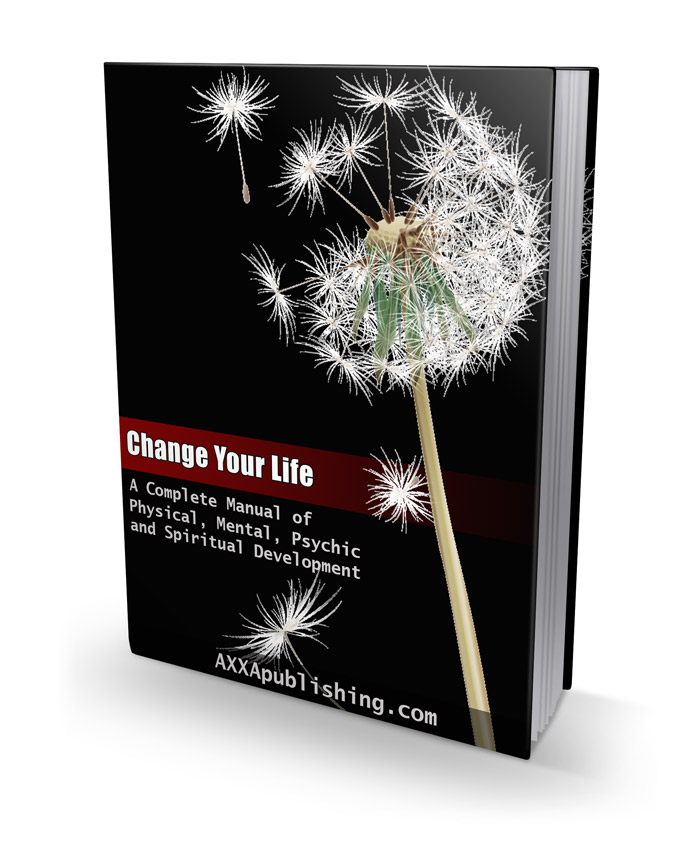 Change Your Life
A Complete Manual of
Physical, Mental, Psychic
and Spiritual Development
AXXApublishing.com